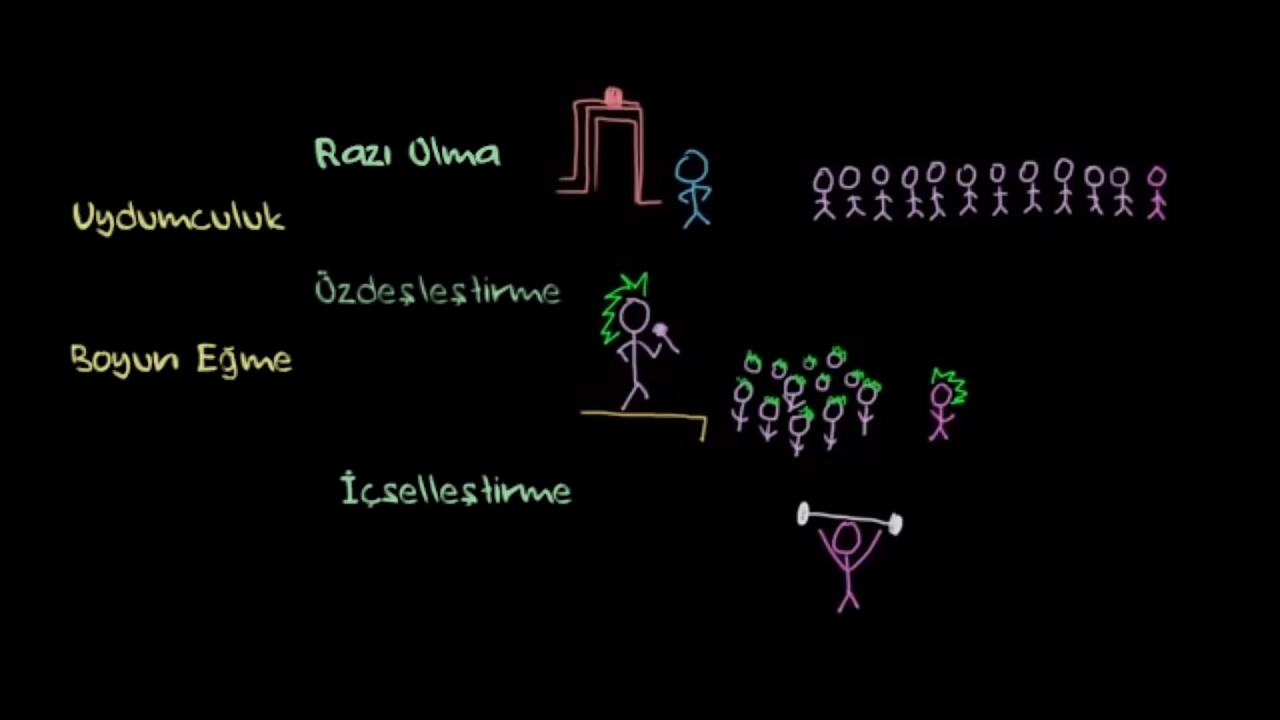 Razı Olma
Uydumculuk
Özdeşleştirme
Boyun Eğme
İçselleştirme